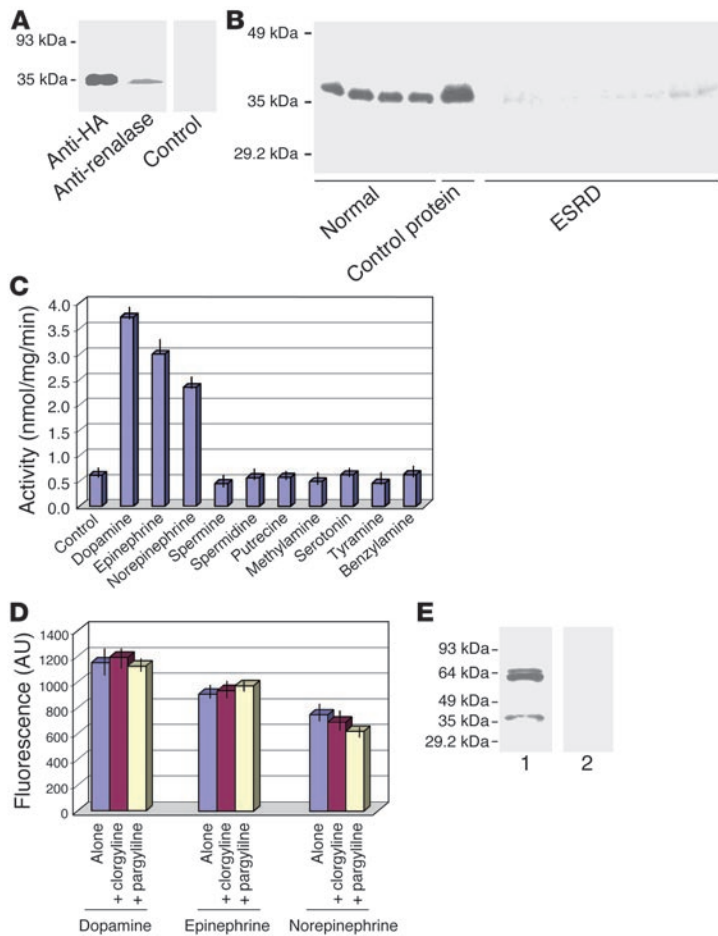 A
93 kDa
35 kDa
Anti-HA
Anti-renalase
Control
B
49 kDa
35 kDa
29.2 kDa
Normal
Control protein
ESRD
C
Activity (nmol/mg/min)
4.0
3.5
3.0
2.5
2.0
1.5
1.0
0.5
0.0
Control
Dopamine
Epinephrine
Norepinephrine
Spermine
Spermidine
Putrecine
Methylamine
Serotonin
Tyramine
Benzylamine
D
Fluorescence (AU)
1400
1200
1000
800
600
400
200
0
Alone
+ clorgyline
+ pargylilne
Alone
+ clorgyline
+ pargylilne
Alone
+ clorgyline
+ pargylilne
Dopamine
Epinephrine
Norepinephrine
E
93 kDa
64 kDa
49 kDa
35 kDa
29.2 kDa
1 2